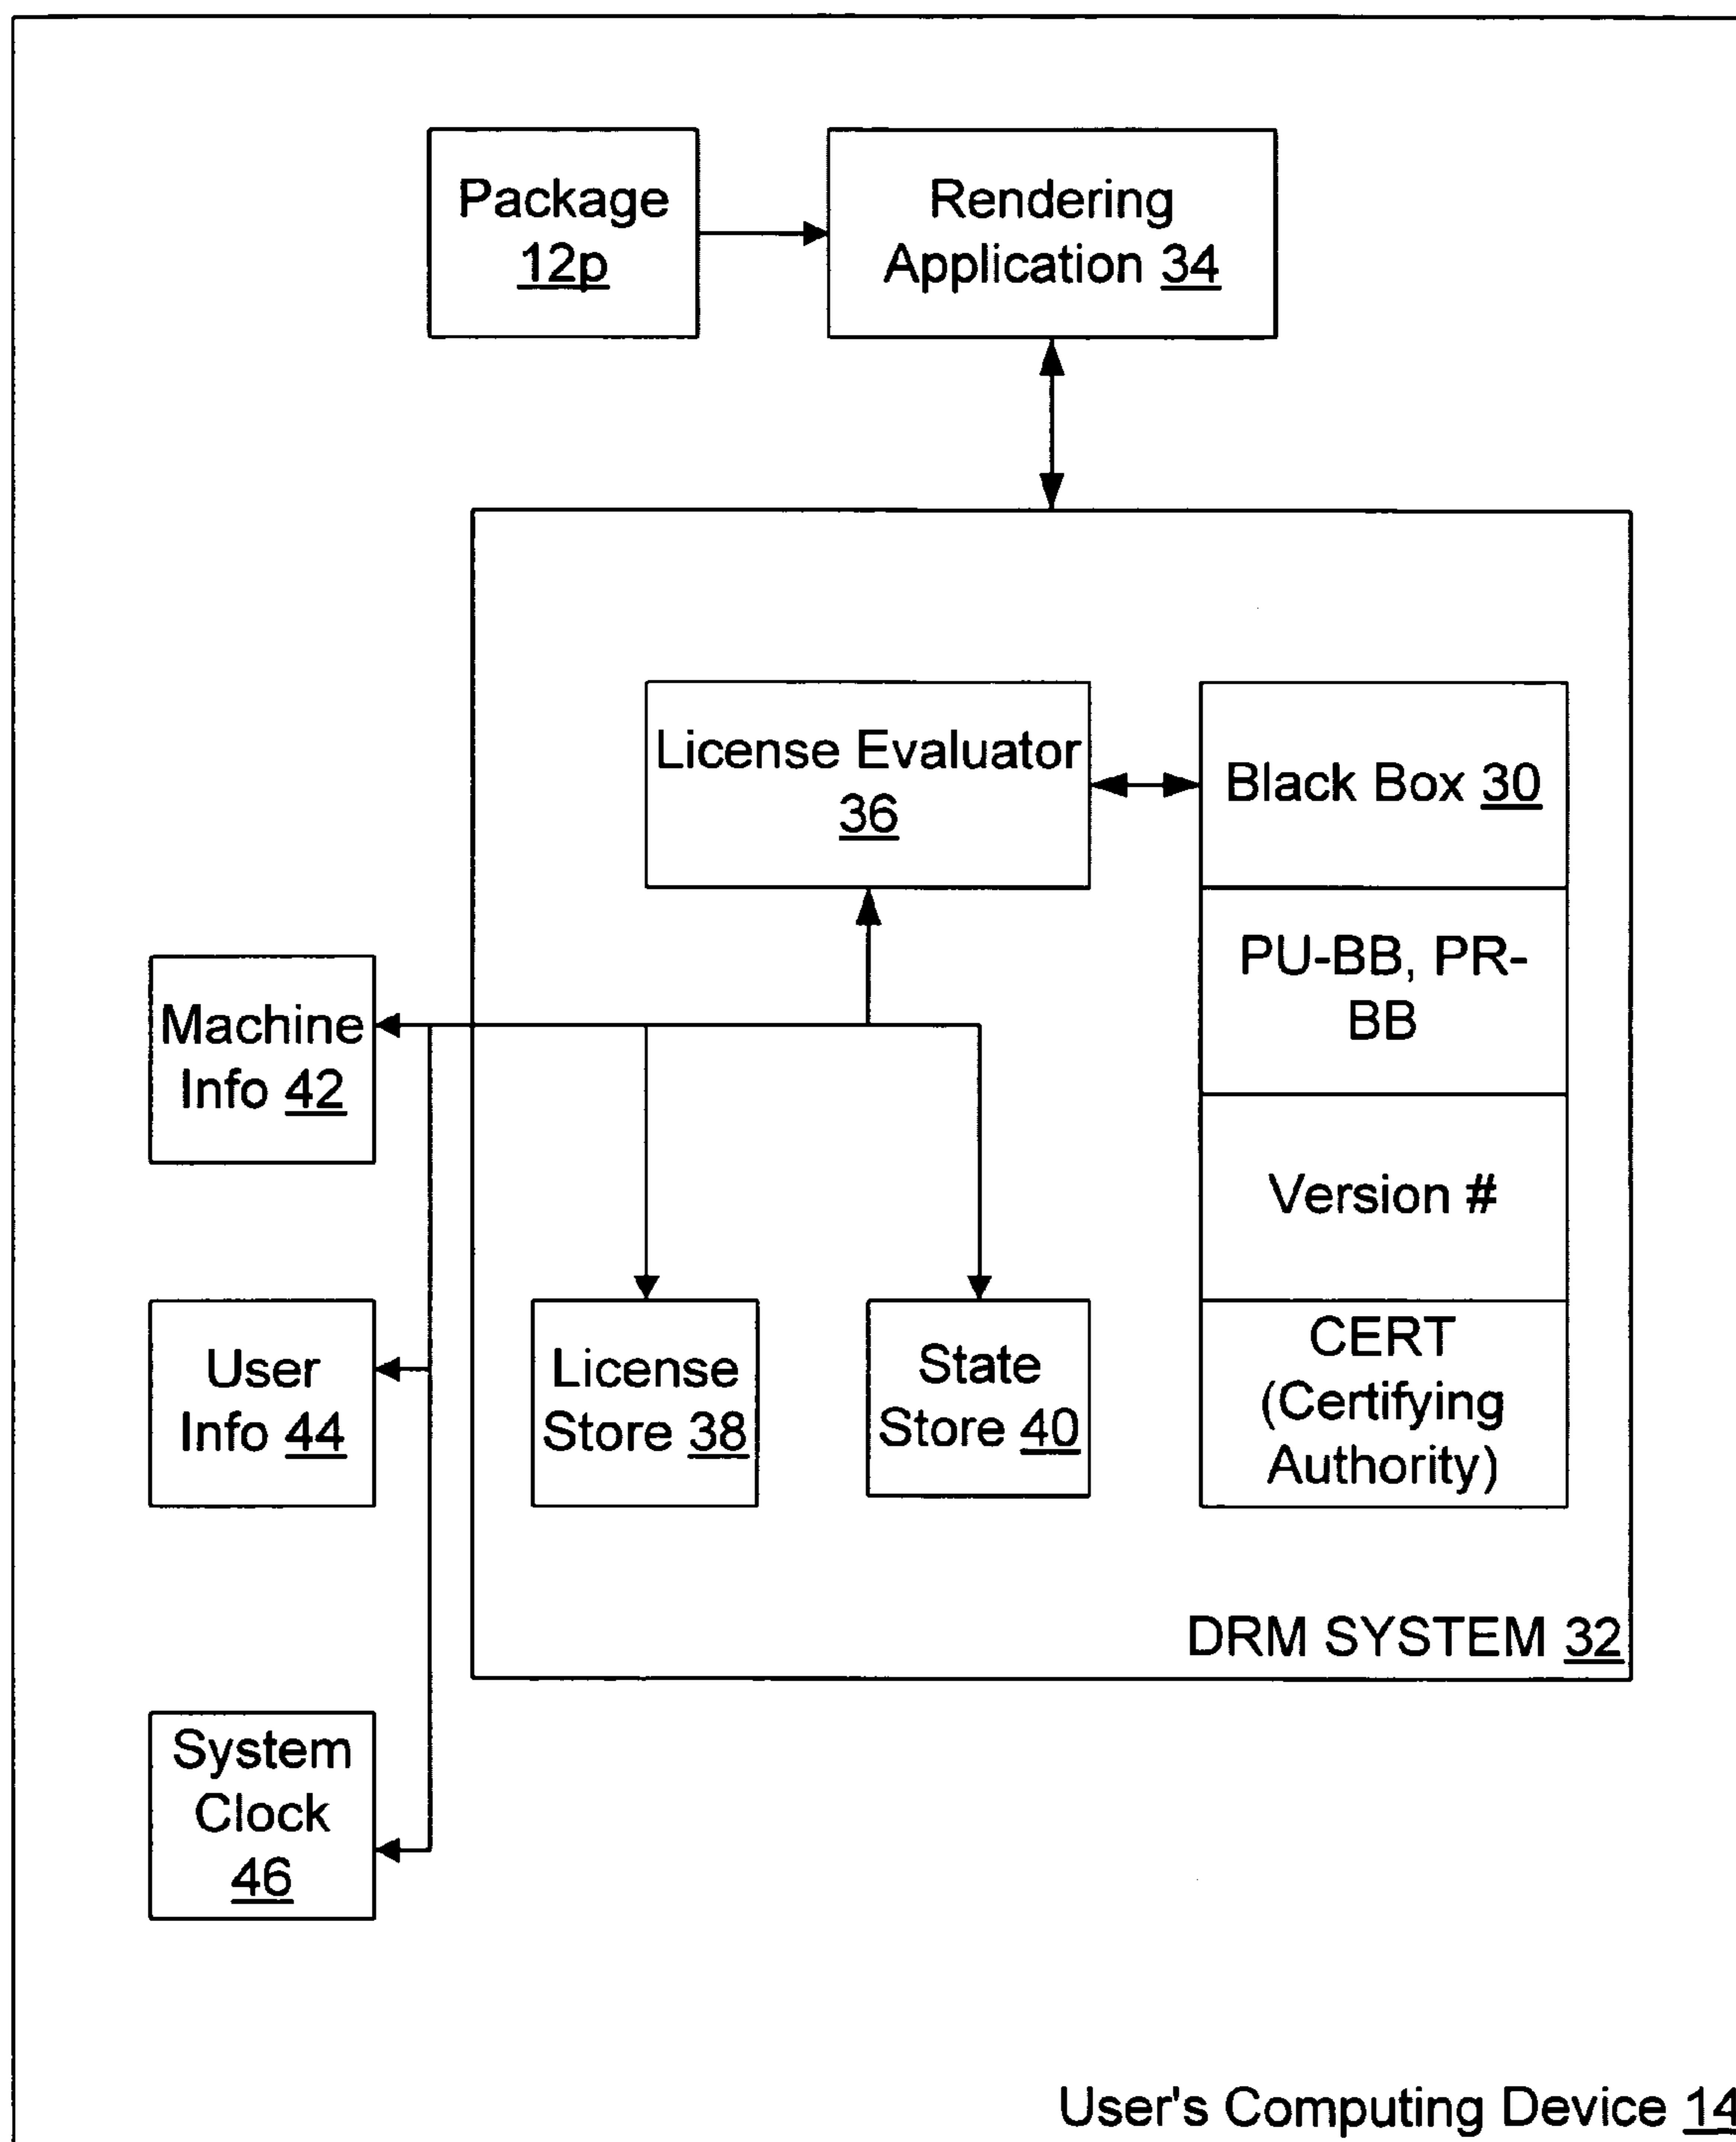 Package
12p
Rendering
Application 34
License Evaluator
36
Black Box 30
PU-BB, PR-
BB
Machine
Info 42
Version #
User
Info 44
License
Store 38
State
Store 40
CERT
(Certifying
Authority)
DRM SYSTEM 32
System
Clock
46
User's Computing Device 14